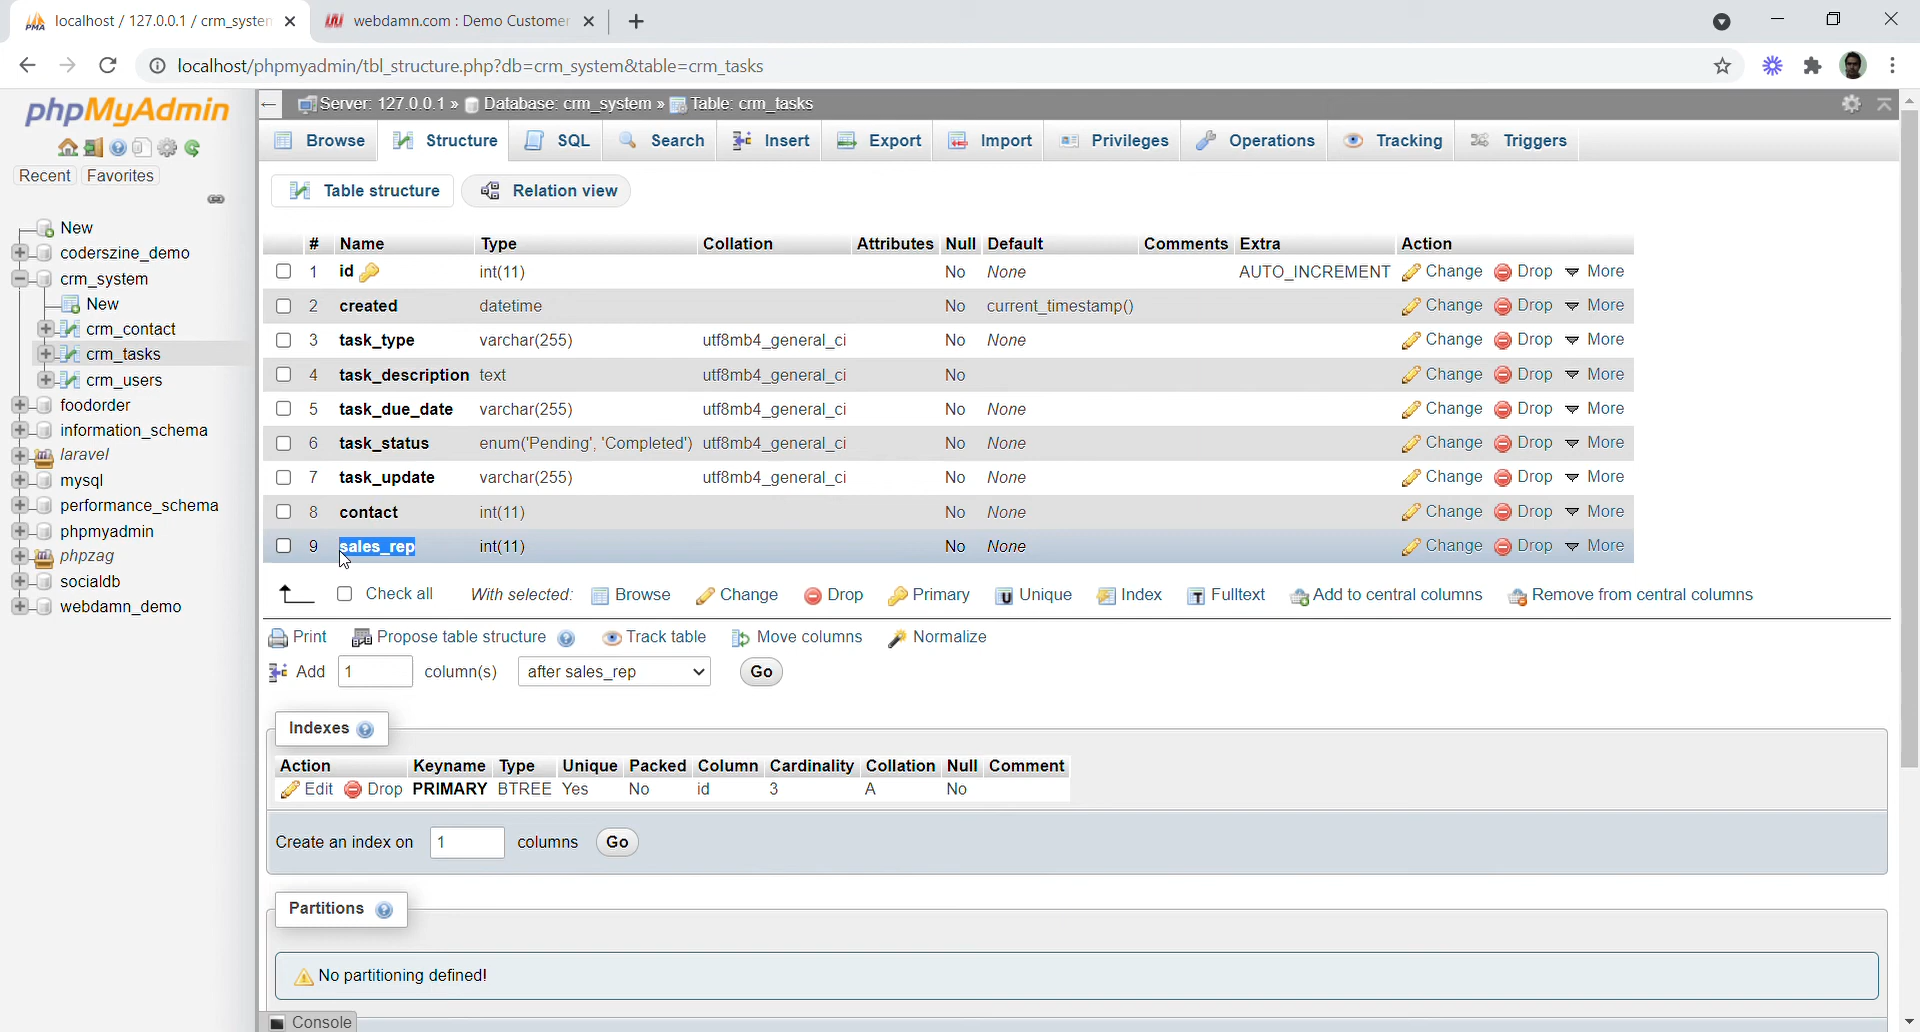 localhost / 127.0.0.1 / crm_system
webdamn.com : Demo Customer
localhost/phpmyadmin/tbl_structure.php?db=crm_system&table=crm_tasks
phpMyAdmin
Recent Favorites
New
coderszine_demo
crm_system
New
crm_contact
crm_tasks
crm_users
foodorder
information_schema
laravel
mysql
performance_schema
phpmyadmin
phpzag
socialdb
webdamn_demo
Server: 127.0.0.1 » Database: crm_system » Table: crm_tasks
Browse Structure SQL Search Insert Export Import Privileges Operations Tracking Triggers
Table structure Relation view
# Name Type Collation Attributes Null Default Comments Extra Action
1 id int(11) No None AUTO_INCREMENT Change Drop More
2 created datetime No current_timestamp() Change Drop More
3 task_type varchar(255) utf8mb4_general_ci No None Change Drop More
4 task_description text utf8mb4_general_ci No Change Drop More
5 task_due_date varchar(255) utf8mb4_general_ci No None Change Drop More
6 task_status enum('Pending', 'Completed') utf8mb4_general_ci No None Change Drop More
7 task_update varchar(255) utf8mb4_general_ci No None Change Drop More
8 contact int(11) No None Change Drop More
9 sales_rep int(11) No None Change Drop More
Check all With selected: Browse Change Drop Primary Unique Index Fulltext Add to central columns Remove from central columns
Print Propose table structure Track table Move columns Normalize
Add 1 column(s) after sales_rep Go
Indexes
Action Keyname Type Unique Packed Column Cardinality Collation Null Comment
Edit Drop PRIMARY BTREE Yes No id 3 A No
Create an index on 1 columns Go
Partitions
No partitioning defined!
Console